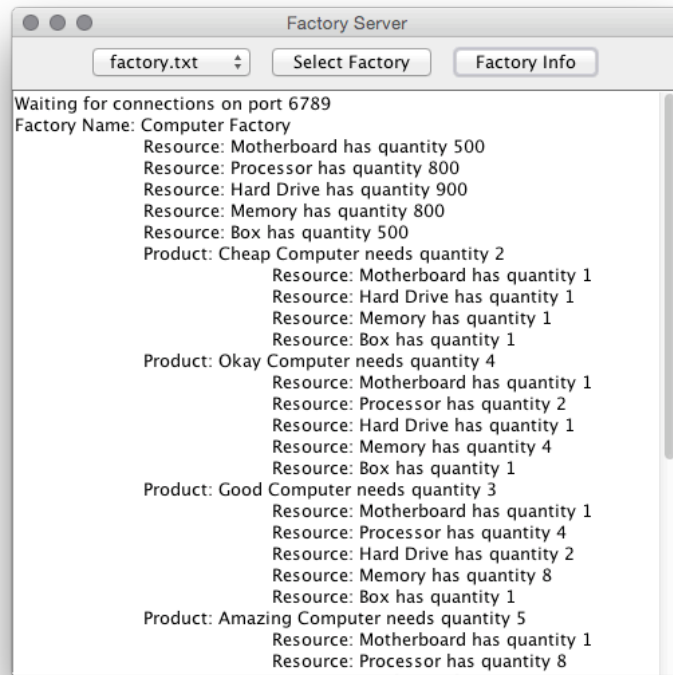 Factory Server
factory.txt Select Factory Factory Info
Waiting for connections on port 6789
Factory Name: Computer Factory
Resource: Motherboard has quantity 500
Resource: Processor has quantity 800
Resource: Hard Drive has quantity 900
Resource: Memory has quantity 800
Resource: Box has quantity 500
Product: Cheap Computer needs quantity 2
Resource: Motherboard has quantity 1
Resource: Hard Drive has quantity 1
Resource: Memory has quantity 1
Resource: Box has quantity 1
Product: Okay Computer needs quantity 4
Resource: Motherboard has quantity 1
Resource: Processor has quantity 2
Resource: Hard Drive has quantity 1
Resource: Memory has quantity 4
Resource: Box has quantity 1
Product: Good Computer needs quantity 3
Resource: Motherboard has quantity 1
Resource: Processor has quantity 4
Resource: Hard Drive has quantity 2
Resource: Memory has quantity 8
Resource: Box has quantity 1
Product: Amazing Computer needs quantity 5
Resource: Motherboard has quantity 1
Resource: Processor has quantity 8